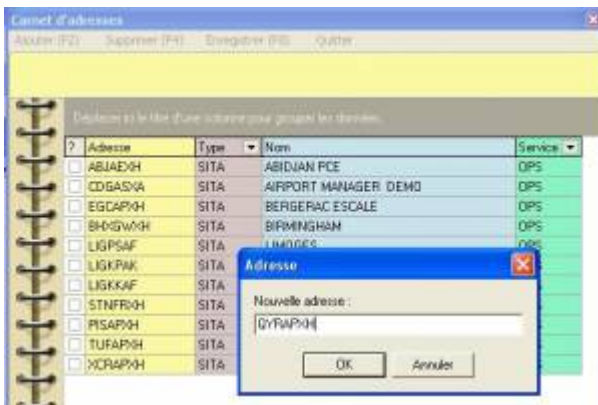 Carnet d'adresses
Ajouter (F2) Supprimer (F4) Enregistrer (F8) Quitter
Déplacer ici le titre d'une colonne pour grouper les données.
? Adresse Type Nom Service
ABJAEXH SITA ABIDJAN PCE OPS
CDGASXA SITA AIRPORT MANAGER DEMO OPS
EGCAPXH SITA BERGERAC ESCALE OPS
BHXGWXH SITA BIRMINGHAM OPS
LIGPSAF SITA LIMOGES
LIGKPAK SITA
LIGKKAF SITA
STNFRXH SITA
PISAPXH SITA
TUFAPXH SITA
XCRAPXH SITA
Adresse
Nouvelle adresse :
QYRAPXH
OK Annuler